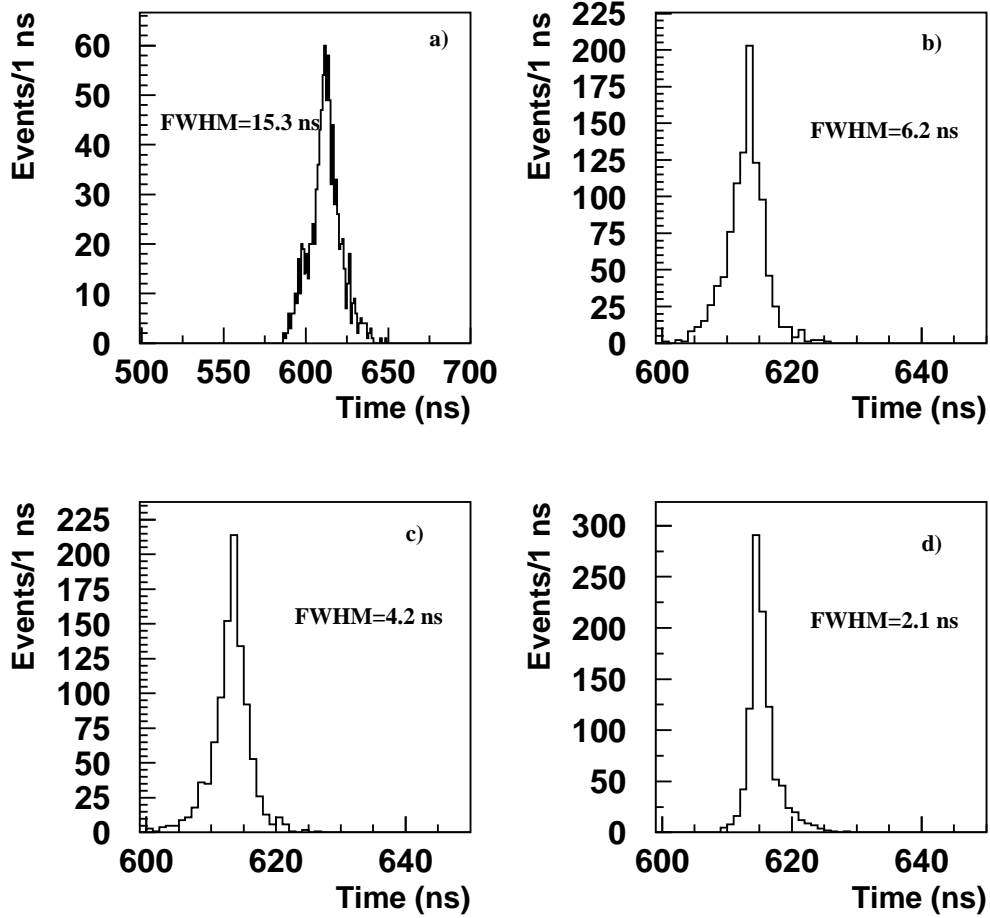 Events/1 ns
60
50
40
30
20
10
0
a)
FWHM=15.3 ns
500 550 600 650 700
Time (ns)
Events/1 ns
225
200
175
150
125
100
75
50
25
0
b)
FWHM=6.2 ns
600 620 640
Time (ns)
Events/1 ns
225
200
175
150
125
100
75
50
25
0
c)
FWHM=4.2 ns
600 620 640
Time (ns)
Events/1 ns
300
250
200
150
100
50
0
d)
FWHM=2.1 ns
600 620 640
Time (ns)